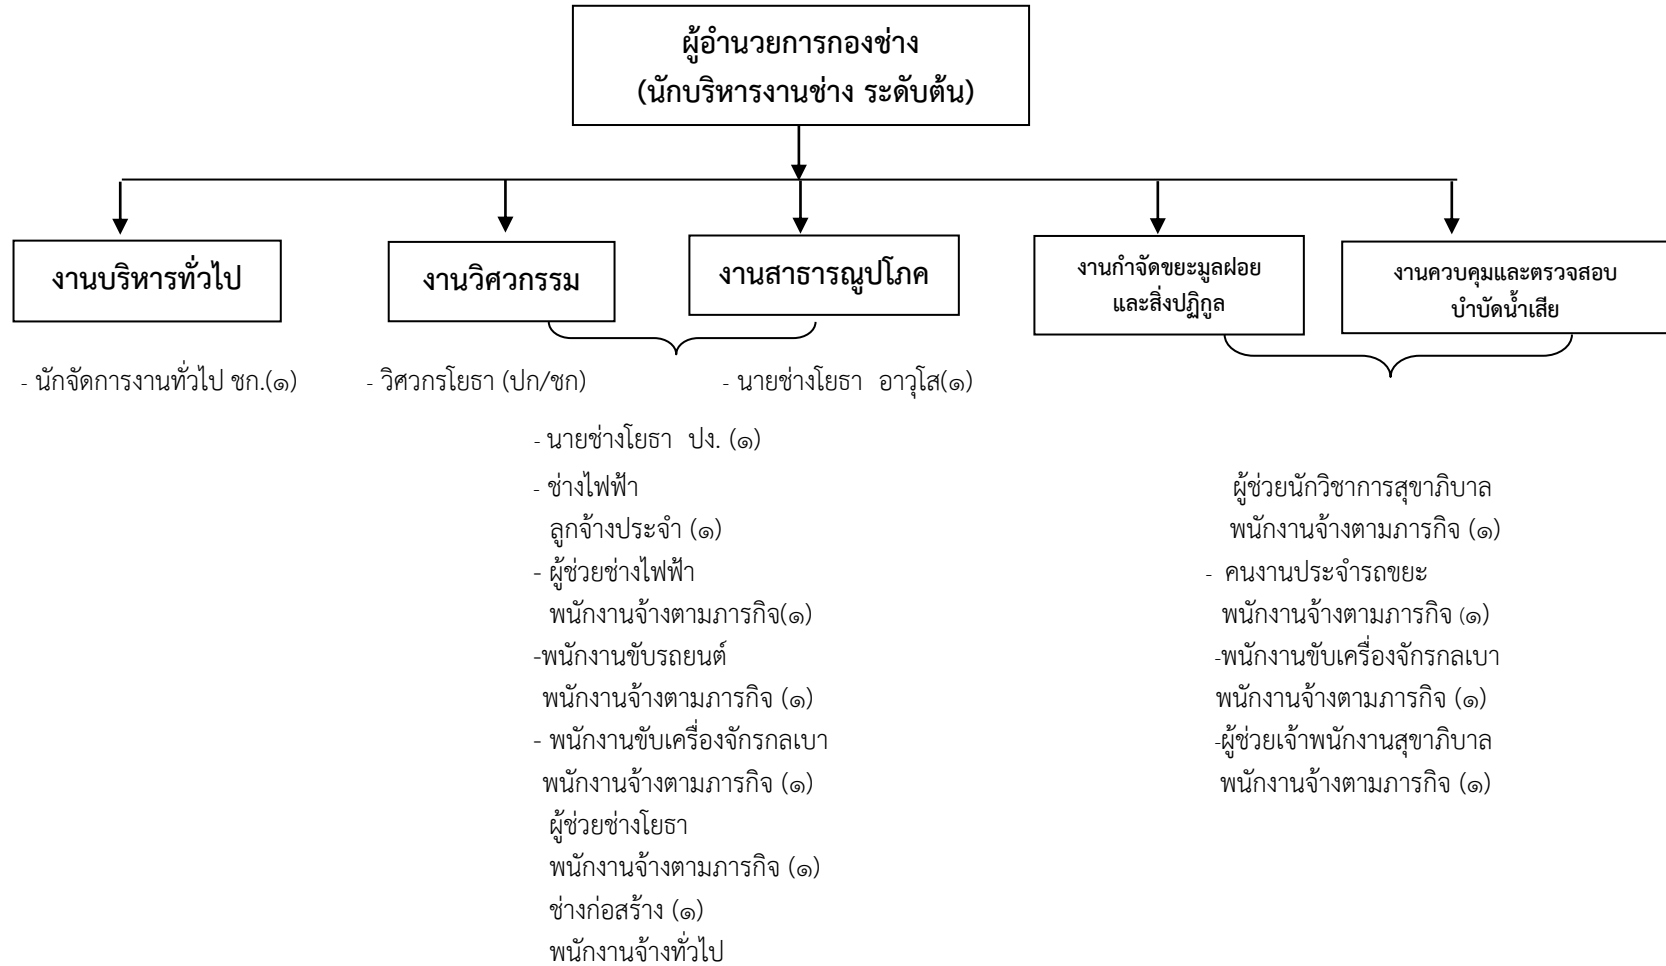 ผู้อำนวยการกองช่าง
(นักบริหารงานช่าง ระดับต้น)
งานบริหารทั่วไป
งานวิศวกรรม
งานสาธารณูปโภค
งานกำจัดขยะมูลฝอย
และสิ่งปฏิกูล
งานควบคุมและตรวจสอบ
บำบัดน้ำเสีย
- นักจัดการงานทั่วไป ชก.(๑)
- วิศวกรโยธา (ปก/ชก)
- นายช่างโยธา อาวุโส(๑)
- นายช่างโยธา ปง. (๑)
- ช่างไฟฟ้า
ลูกจ้างประจำ (๑)
- ผู้ช่วยช่างไฟฟ้า
พนักงานจ้างตามภารกิจ(๑)
-พนักงานขับรถยนต์
พนักงานจ้างตามภารกิจ (๑)
- พนักงานขับเครื่องจักรกลเบา
พนักงานจ้างตามภารกิจ (๑)
ผู้ช่วยช่างโยธา
พนักงานจ้างตามภารกิจ (๑)
ช่างก่อสร้าง (๑)
พนักงานจ้างทั่วไป
ผู้ช่วยนักวิชาการสุขาภิบาล
พนักงานจ้างตามภารกิจ (๑)
- คนงานประจำรถขยะ
พนักงานจ้างตามภารกิจ (๑)
-พนักงานขับเครื่องจักรกลเบา
พนักงานจ้างตามภารกิจ (๑)
-ผู้ช่วยเจ้าพนักงานสุขาภิบาล
พนักงานจ้างตามภารกิจ (๑)